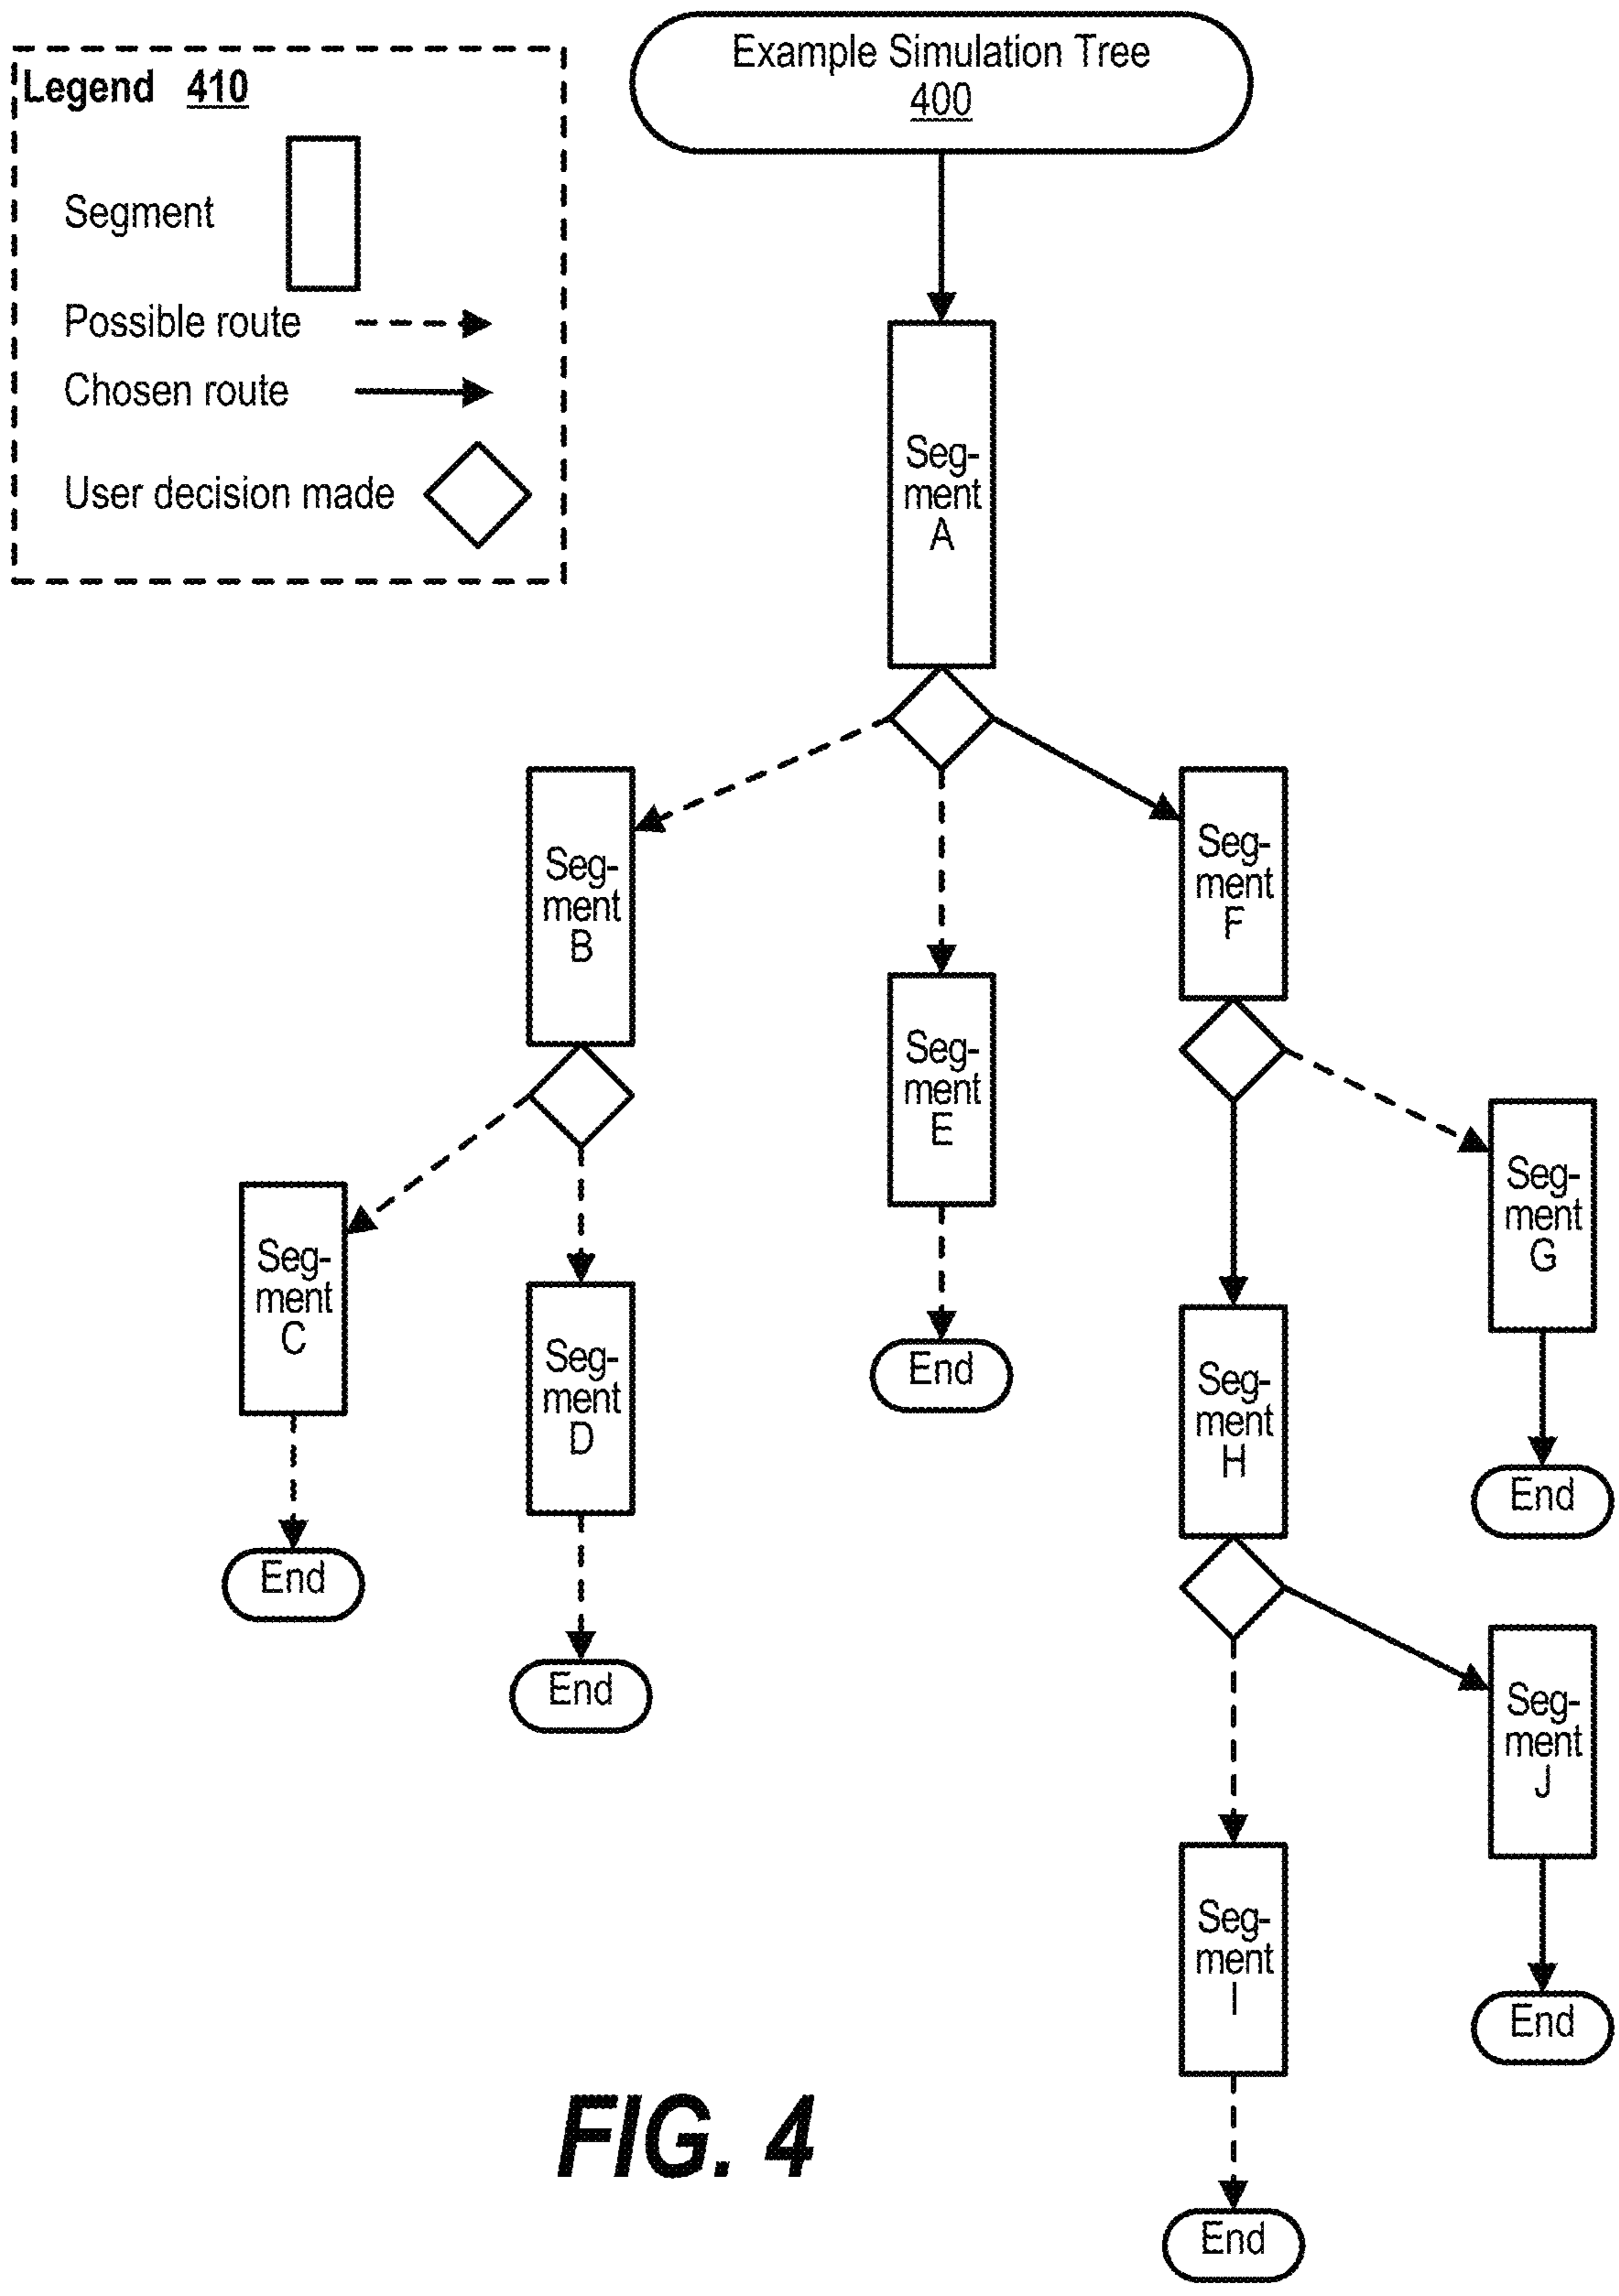 Example Simulation Tree
400
Legend 410
Segment
Possible route
Chosen route
User decision made
Seg-
ment
A
Seg-
ment
B
Seg-
ment
F
Seg-
ment
E
Seg-
ment
C
Seg-
ment
D
Seg-
ment
G
Seg-
ment
H
End
End
End
End
Seg-
ment
J
Seg-
ment
I
End
End
FIG. 4